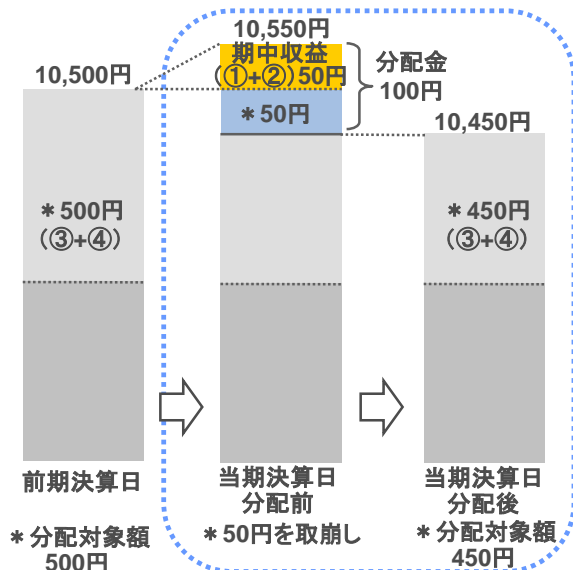 10,550円
期中収益
(①+②)50円
分配金
100円
10,500円
*50円
10,450円
*500円
(③+④)
*450円
(③+④)
前期決算日
当期決算日
分配前
当期決算日
分配後
*分配対象額
500円
*50円を取崩し
*分配対象額
450円